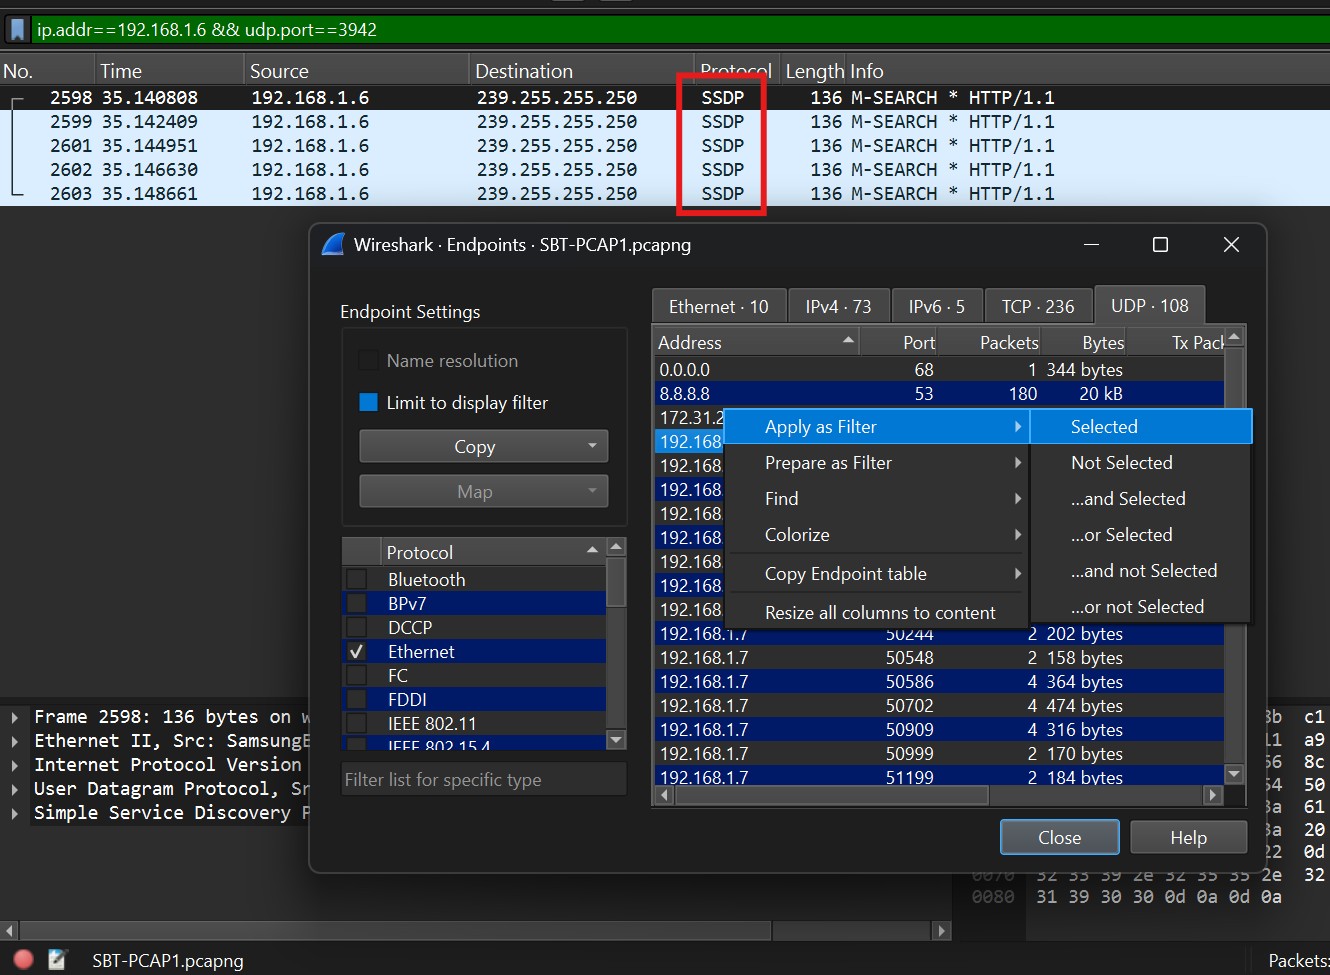 ip.addr==192.168.1.6 && udp.port==3942
No. Time Source Destination Protocol Length Info
2598 35.140808 192.168.1.6 239.255.255.250 SSDP 136 M-SEARCH * HTTP/1.1
2599 35.142409 192.168.1.6 239.255.255.250 SSDP 136 M-SEARCH * HTTP/1.1
2601 35.144951 192.168.1.6 239.255.255.250 SSDP 136 M-SEARCH * HTTP/1.1
2602 35.146630 192.168.1.6 239.255.255.250 SSDP 136 M-SEARCH * HTTP/1.1
2603 35.148661 192.168.1.6 239.255.255.250 SSDP 136 M-SEARCH * HTTP/1.1
Wireshark · Endpoints · SBT-PCAP1.pcapng
Endpoint Settings
Name resolution
Limit to display filter
Copy
Map
Protocol
Bluetooth
BPv7
DCCP
Ethernet
FC
FDDI
IEEE 802.11
IEEE 802.15.4
Filter list for specific type
Ethernet · 10 IPv4 · 73 IPv6 · 5 TCP · 236 UDP · 108
Address Port Packets Bytes Tx Pack
0.0.0.0 68 1 344 bytes
8.8.8.8 53 180 20 kB
172.31.2
192.168
192.168.
192.168.
192.168.
192.168.
192.168.
192.168.
192.168.
192.168.1.7 50244 2 202 bytes
192.168.1.7 50548 2 158 bytes
192.168.1.7 50586 4 364 bytes
192.168.1.7 50702 4 474 bytes
192.168.1.7 50909 4 316 bytes
192.168.1.7 50999 2 170 bytes
192.168.1.7 51199 2 184 bytes
Apply as Filter
Prepare as Filter
Find
Colorize
Copy Endpoint table
Resize all columns to content
Selected
Not Selected
...and Selected
...or Selected
...and not Selected
...or not Selected
Close Help
Frame 2598: 136 bytes on w
Ethernet II, Src: SamsungE
Internet Protocol Version
User Datagram Protocol, Sr
Simple Service Discovery P
c1
a9
8c
50
61
20
0d
0070 32 33 39 2e 32 35 35 2e 32
0080 31 39 30 30 0d 0a 0d 0a
SBT-PCAP1.pcapng
Packets: